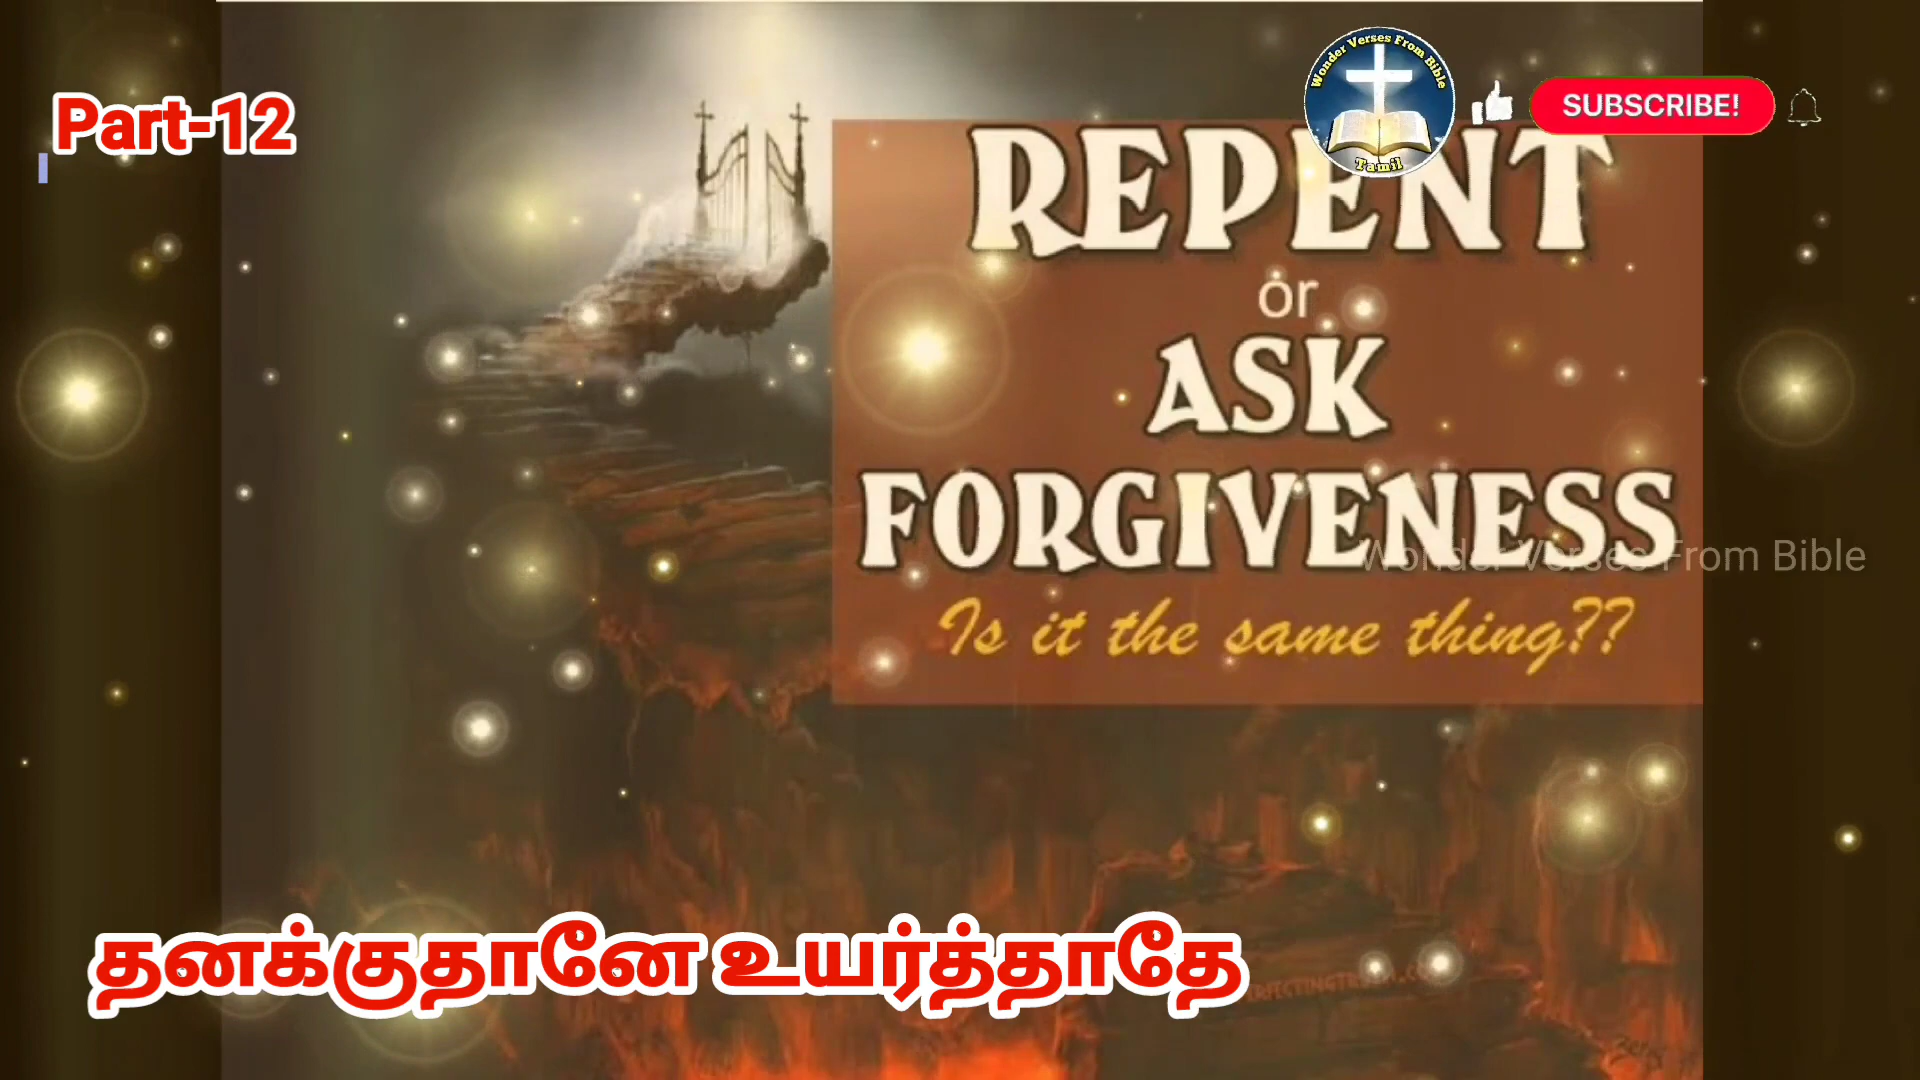 Part-12
Wonder Verses From Bible
Tamil
SUBSCRIBE!
REPENT
or
ASK
FORGIVENESS
Wonder Verses From Bible
Is it the same thing??
தனக்குதானே உயர்த்தாதே